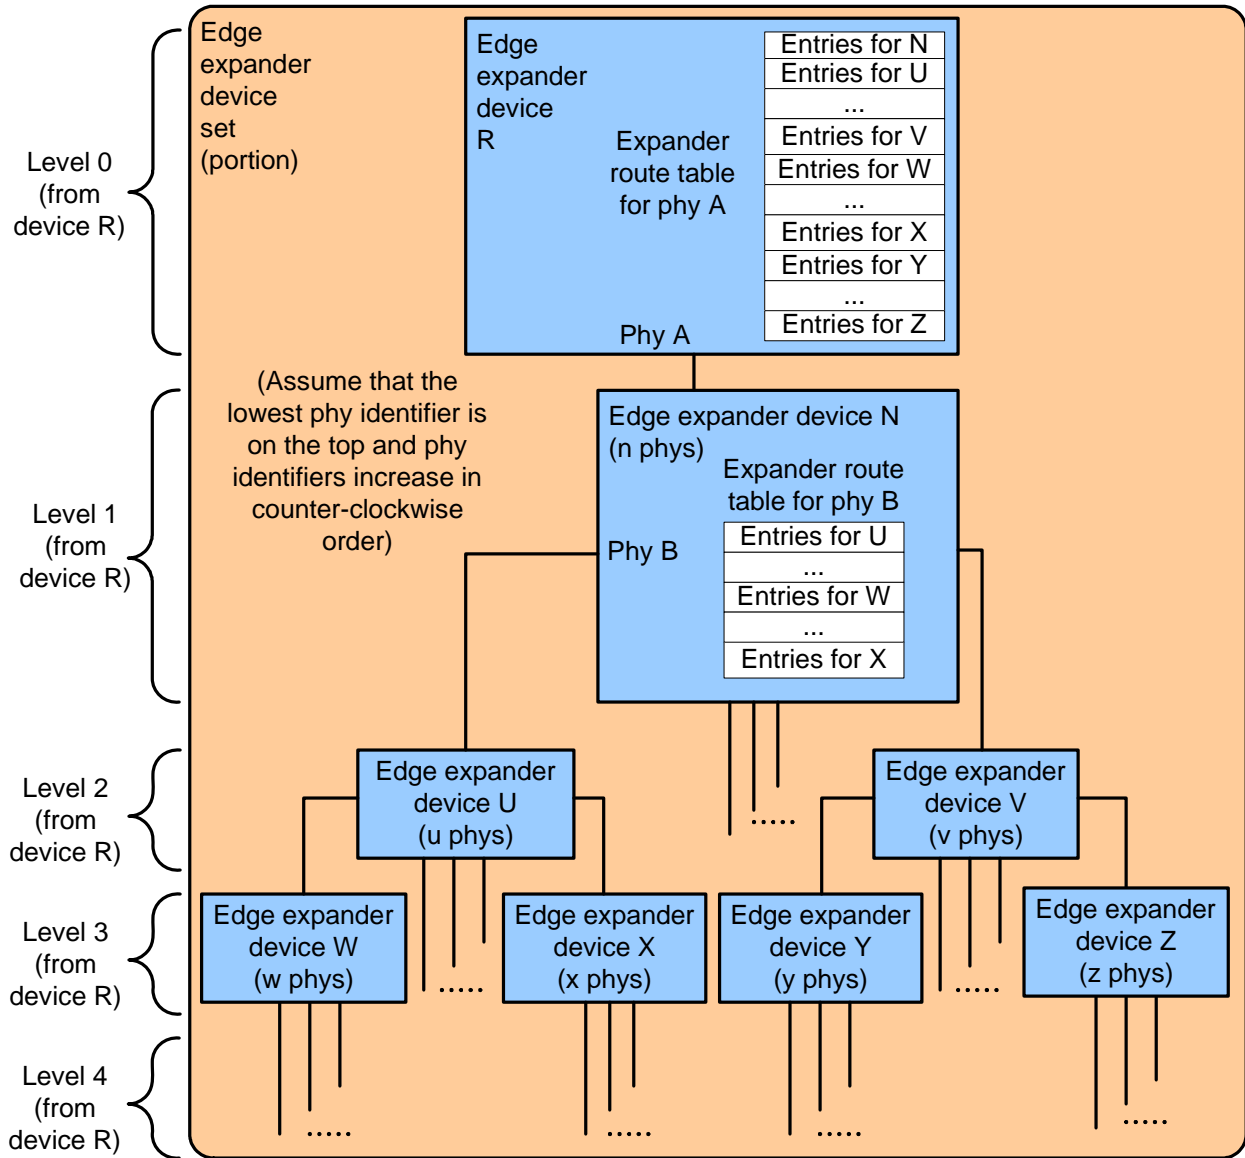 Edge
expander
device
set
(portion)
Edge
expander
device
R
Expander
route table
for phy A
Entries for N
Entries for U
...
Entries for V
Entries for W
...
Entries for X
Entries for Y
...
Entries for Z
Phy A
Level 0
(from
device R)
(Assume that the
lowest phy identifier is
on the top and phy
identifiers increase in
counter-clockwise
order)
Edge expander device N
(n phys)
Expander route
table for phy B
Entries for U
...
Entries for W
...
Entries for X
Phy B
Level 1
(from
device R)
Level 2
(from
device R)
Edge expander
device U
(u phys)
.....
Edge expander
device V
(v phys)
Level 3
(from
device R)
Edge expander
device W
(w phys)
.....
Edge expander
device X
(x phys)
Edge expander
device Y
(y phys)
.....
Edge expander
device Z
(z phys)
Level 4
(from
device R)
.....
.....
.....
.....